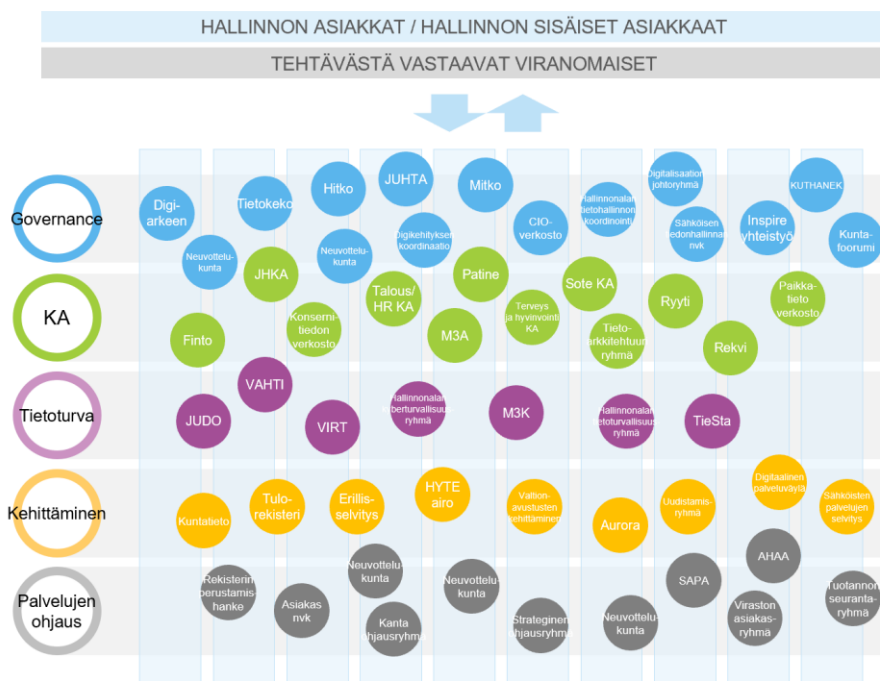 HALLINNON ASIAKKAT / HALLINNON SISÄISET ASIAKKAAT
TEHTÄVÄSTÄ VASTAAVAT VIRANOMAISET
Governance
Digi-
arkeen
Neuvottelu-
kunta
Tietokeko
Hitko
Neuvottelu-
kunta
JUHTA
Digikehityksen
koordinaatio
Mitko
CIO-
verkosto
Hallinnonalan
tietohallinnon
koordinointi
Digitalisaation
johtoryhmä
Sähköisen
nvk
Inspire
yhteistyö
KUTHANEK
Kunta-
foorumi
KA
Finto
JHKA
Konserni-
tiedon
verkosto
Talous/
HR KA
M3A
Patine
Terveys
ja hyvinvointi
KA
Sote KA
Tieto-
arkkitehtuuri
ryhmä
Ryyti
Rekvi
Paikka-
tieto
verkosto
Tietoturva
JUDO
VAHTI
VIRT
Hallinnonalan
kyberturvallisuus
ryhmä
M3K
Hallinnonalan
tietoturvallisuus
ryhmä
TieSta
Kehittäminen
Kuntatieto
Tulo-
rekisteri
Erillis-
selvitys
HYTE
airo
Valtion-
avustusten
kehittäminen
Aurora
Uudistamis-
ryhmä
Digitaalinen
palveluväylä
Sähköisten
palvelujen
selvitys
Palvelujen
ohjaus
Rekisterin
perustamis-
hanke
Asiakas
nvk
Neuvottelu-
kunta
Kanta
ohjausryhmä
Neuvottelu-
kunta
Strateginen
ohjausryhmä
Neuvottelu-
kunta
SAPA
Viraston
asiakas-
ryhmä
AHAA
Tuotannon
seuranta-
ryhmä